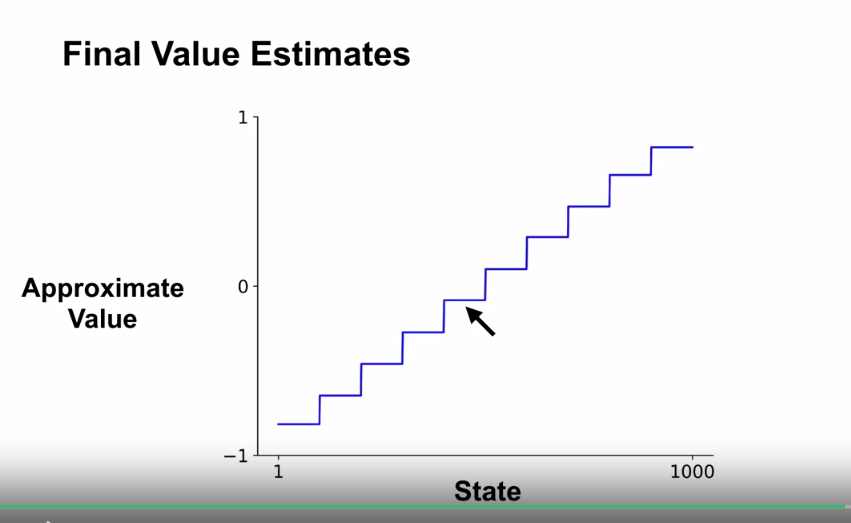 Final Value Estimates
1
0
Approximate
Value
−1
1
1000
State